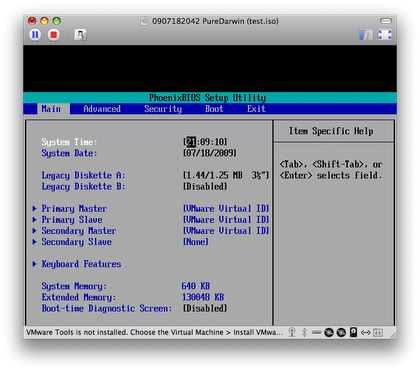 0907182042 PureDarwin (test.iso)
PhoenixBIOS Setup Utility
Main Advanced Security Boot Exit
Item Specific Help
System Time: [21:09:10]
System Date: [07/18/2009]
<Tab>, <Shift-Tab>, or
<Enter> selects field.
Legacy Diskette A: [1.44/1.25 MB 3½"]
Legacy Diskette B: [Disabled]
Primary Master [VMware Virtual ID]
Primary Slave [VMware Virtual ID]
Secondary Master [VMware Virtual ID]
Secondary Slave [None]
Keyboard Features
System Memory: 640 KB
Extended Memory: 130048 KB
Boot-time Diagnostic Screen: [Disabled]
VMware Tools is not installed. Choose the Virtual Machine > Install VMwa...